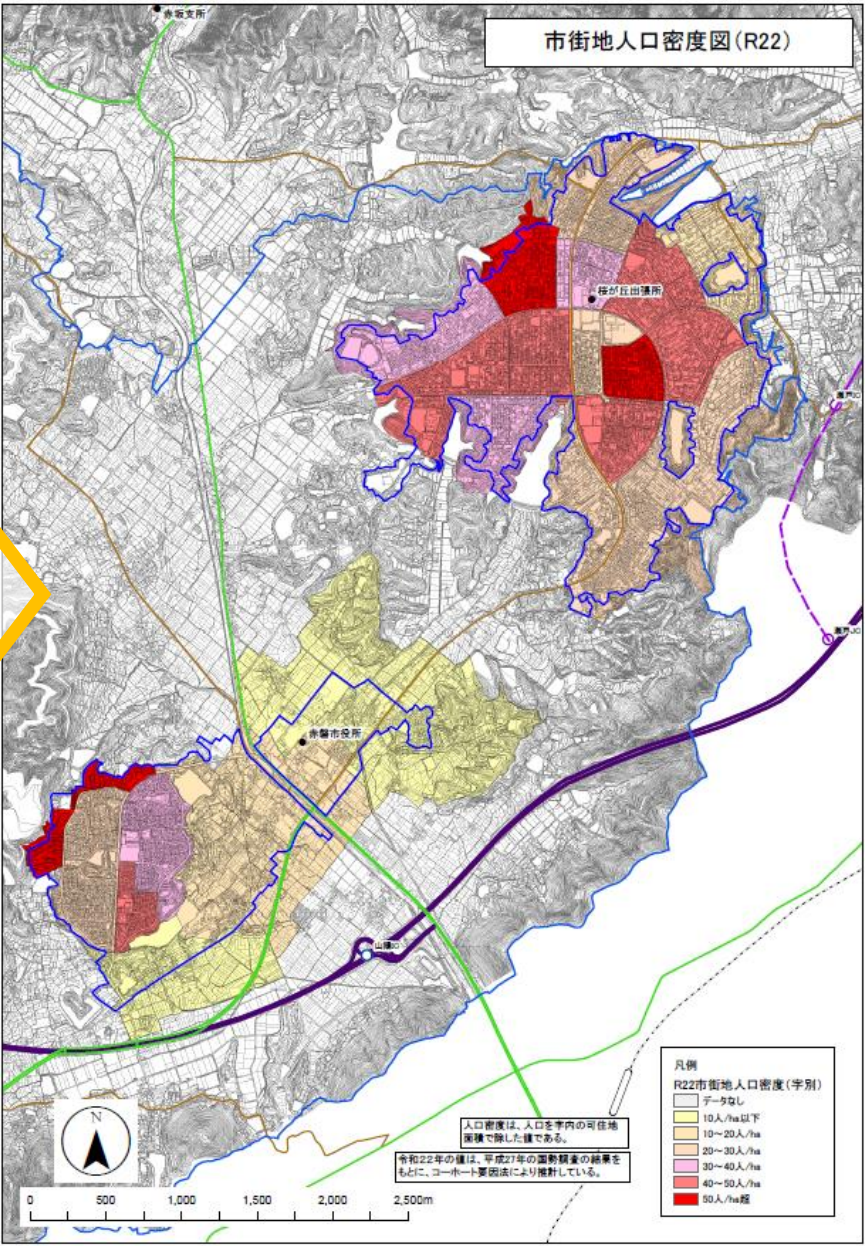 赤坂支所
市街地人口密度図(R22)
桜が丘出張所
瀬戸IC
瀬戸JC
赤磐市役所
山陽IC
人口密度は、人口を字内の可住地
面積で除した値である。
令和22年の値は、平成27年の国勢調査の結果を
もとに、コーホート要因法により推計している。
凡例
R22市街地人口密度(字別)
データなし
10人/ha以下
10~20人/ha
20~30人/ha
30~40人/ha
40~50人/ha
50人/ha超
N
0 500 1,000 1,500 2,000 2,500m